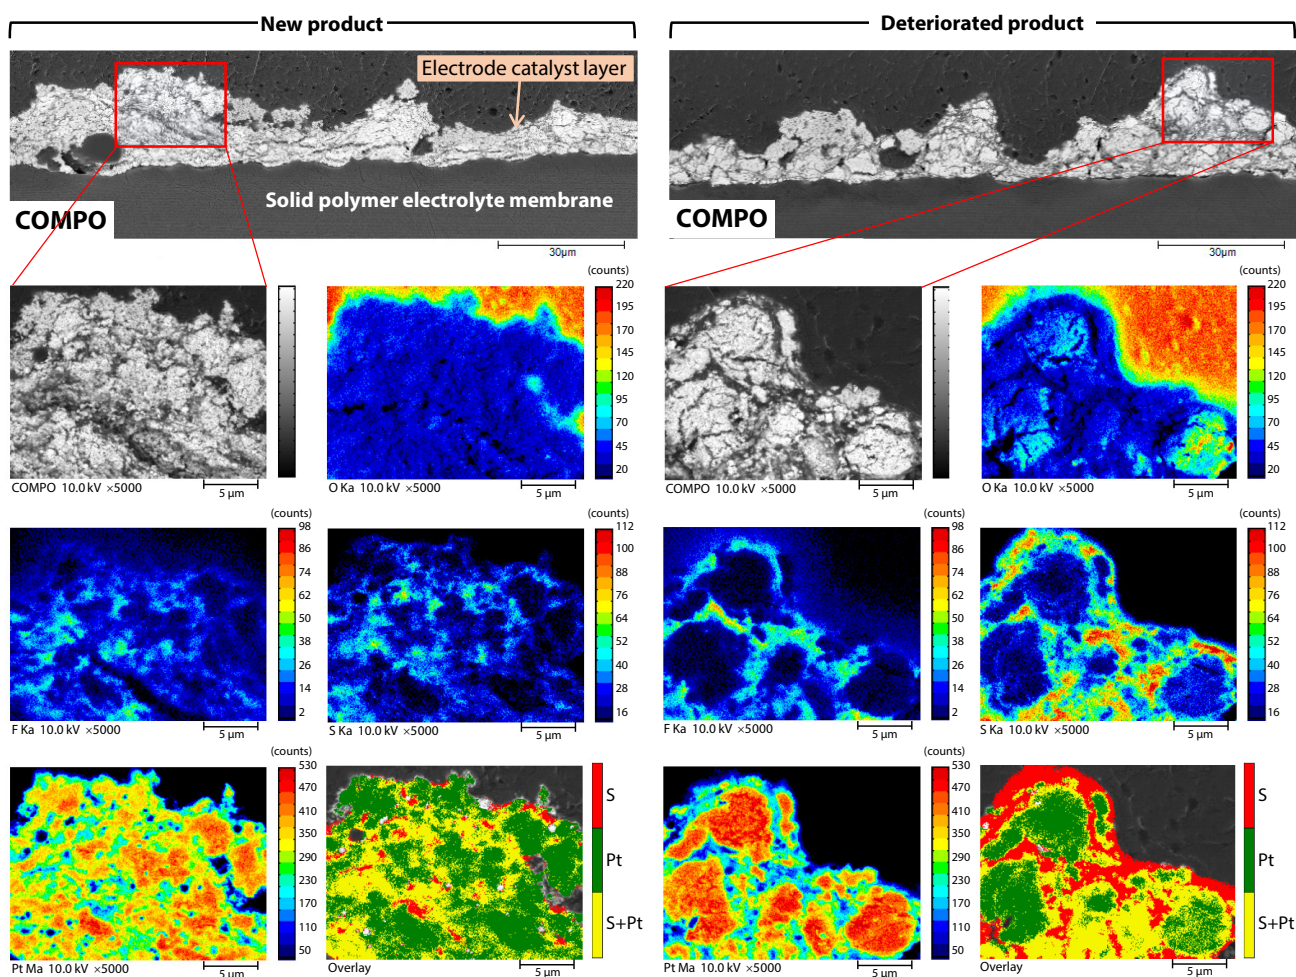 New product
Deteriorated product
Electrode catalyst layer
Solid polymer electrolyte membrane
COMPO
COMPO
30μm
30μm
(counts)
220
195
170
145
120
95
70
45
20
(counts)
220
195
170
145
120
95
70
45
20
COMPO 10.0 kV ×5000
5 μm
O Ka 10.0 kV ×5000
5 μm
COMPO 10.0 kV ×5000
5 μm
O Ka 10.0 kV ×5000
5 μm
(counts)
98
86
74
62
50
38
26
14
2
(counts)
112
100
88
76
64
52
40
28
16
(counts)
98
86
74
62
50
38
26
14
2
(counts)
112
100
88
76
64
52
40
28
16
F Ka 10.0 kV ×5000
5 μm
S Ka 10.0 kV ×5000
5 μm
F Ka 10.0 kV ×5000
5 μm
S Ka 10.0 kV ×5000
5 μm
(counts)
530
470
410
350
290
230
170
110
50
S
Pt
S+Pt
(counts)
530
470
410
350
290
230
170
110
50
S
Pt
S+Pt
Pt Ma 10.0 kV ×5000
5 μm
Overlay
5 μm
Pt Ma 10.0 kV ×5000
5 μm
Overlay
5 μm